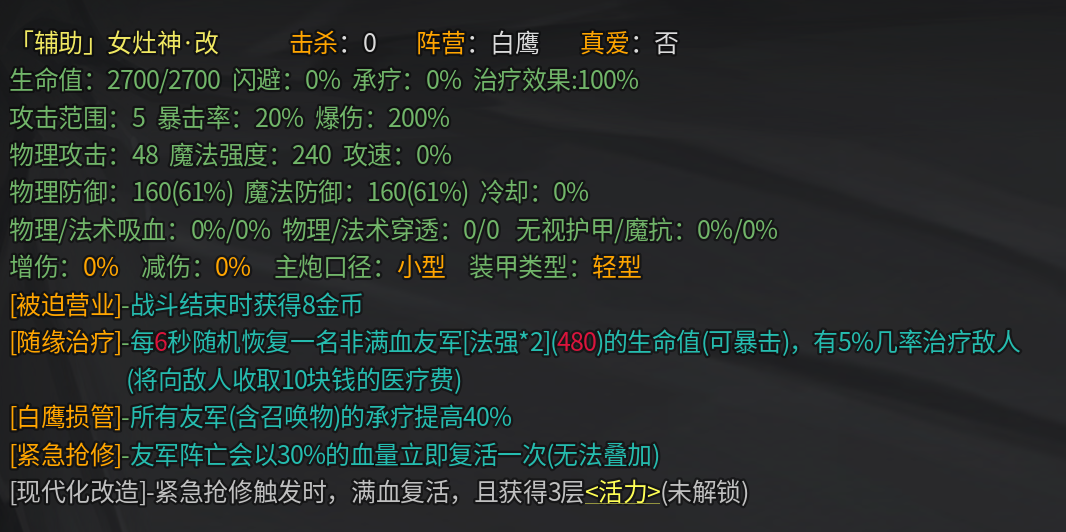 「辅助」女灶神·改 击杀：0 阵营：白鹰 真爱：否
生命值：2700/2700 闪避：0% 承疗：0% 治疗效果:100%
攻击范围：5 暴击率：20% 爆伤：200%
物理攻击：48 魔法强度：240 攻速：0%
物理防御：160(61%) 魔法防御：160(61%) 冷却：0%
物理/法术吸血：0%/0% 物理/法术穿透：0/0 无视护甲/魔抗：0%/0%
增伤：0% 减伤：0% 主炮口径：小型 装甲类型：轻型
[被迫营业]-战斗结束时获得8金币
[随缘治疗]-每6秒随机恢复一名非满血友军[法强*2](480)的生命值(可暴击)，有5%几率治疗敌人
(将向敌人收取10块钱的医疗费)
[白鹰损管]-所有友军(含召唤物)的承疗提高40%
[紧急抢修]-友军阵亡会以30%的血量立即复活一次(无法叠加)
[现代化改造]-紧急抢修触发时，满血复活，且获得3层<活力>(未解锁)